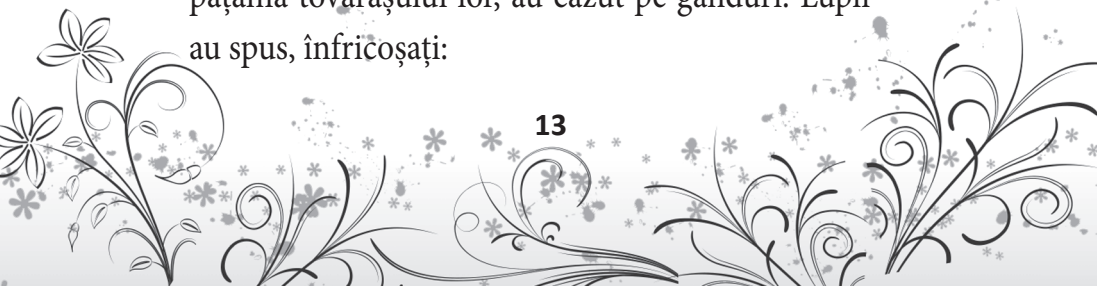 pățania tovarășului lor, au căzut pe gânduri. Lupii
au spus, înfricoșați:
13